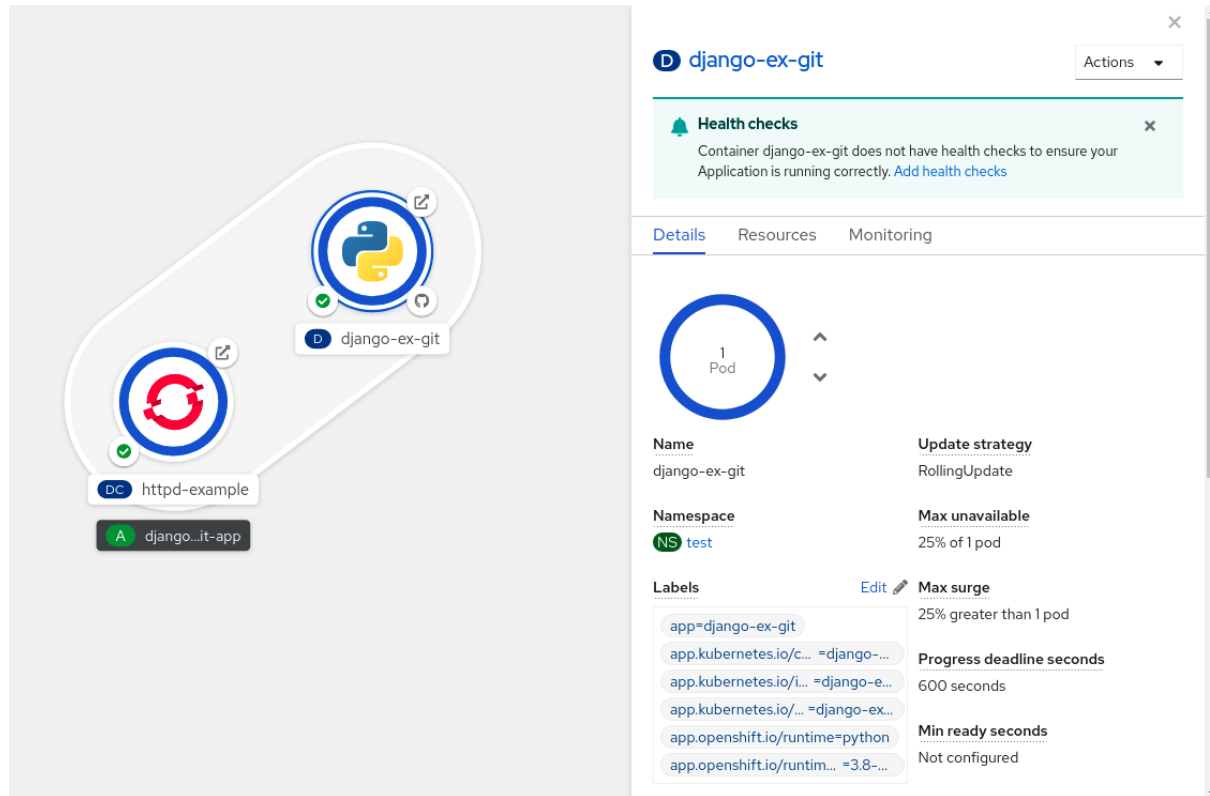 D django-ex-git
DC httpd-example
A django...it-app
D django-ex-git
Actions
Health checks
Container django-ex-git does not have health checks to ensure your
Application is running correctly. Add health checks
Details Resources Monitoring
1
Pod
Name
django-ex-git
Update strategy
RollingUpdate
Namespace
NS test
Max unavailable
25% of 1 pod
Labels
Edit
app=django-ex-git
app.kubernetes.io/c... =django-...
app.kubernetes.io/i... =django-e...
app.kubernetes.io/... =django-ex...
app.openshift.io/runtime=python
app.openshift.io/runtim... =3.8-...
Max surge
25% greater than 1 pod
Progress deadline seconds
600 seconds
Min ready seconds
Not configured